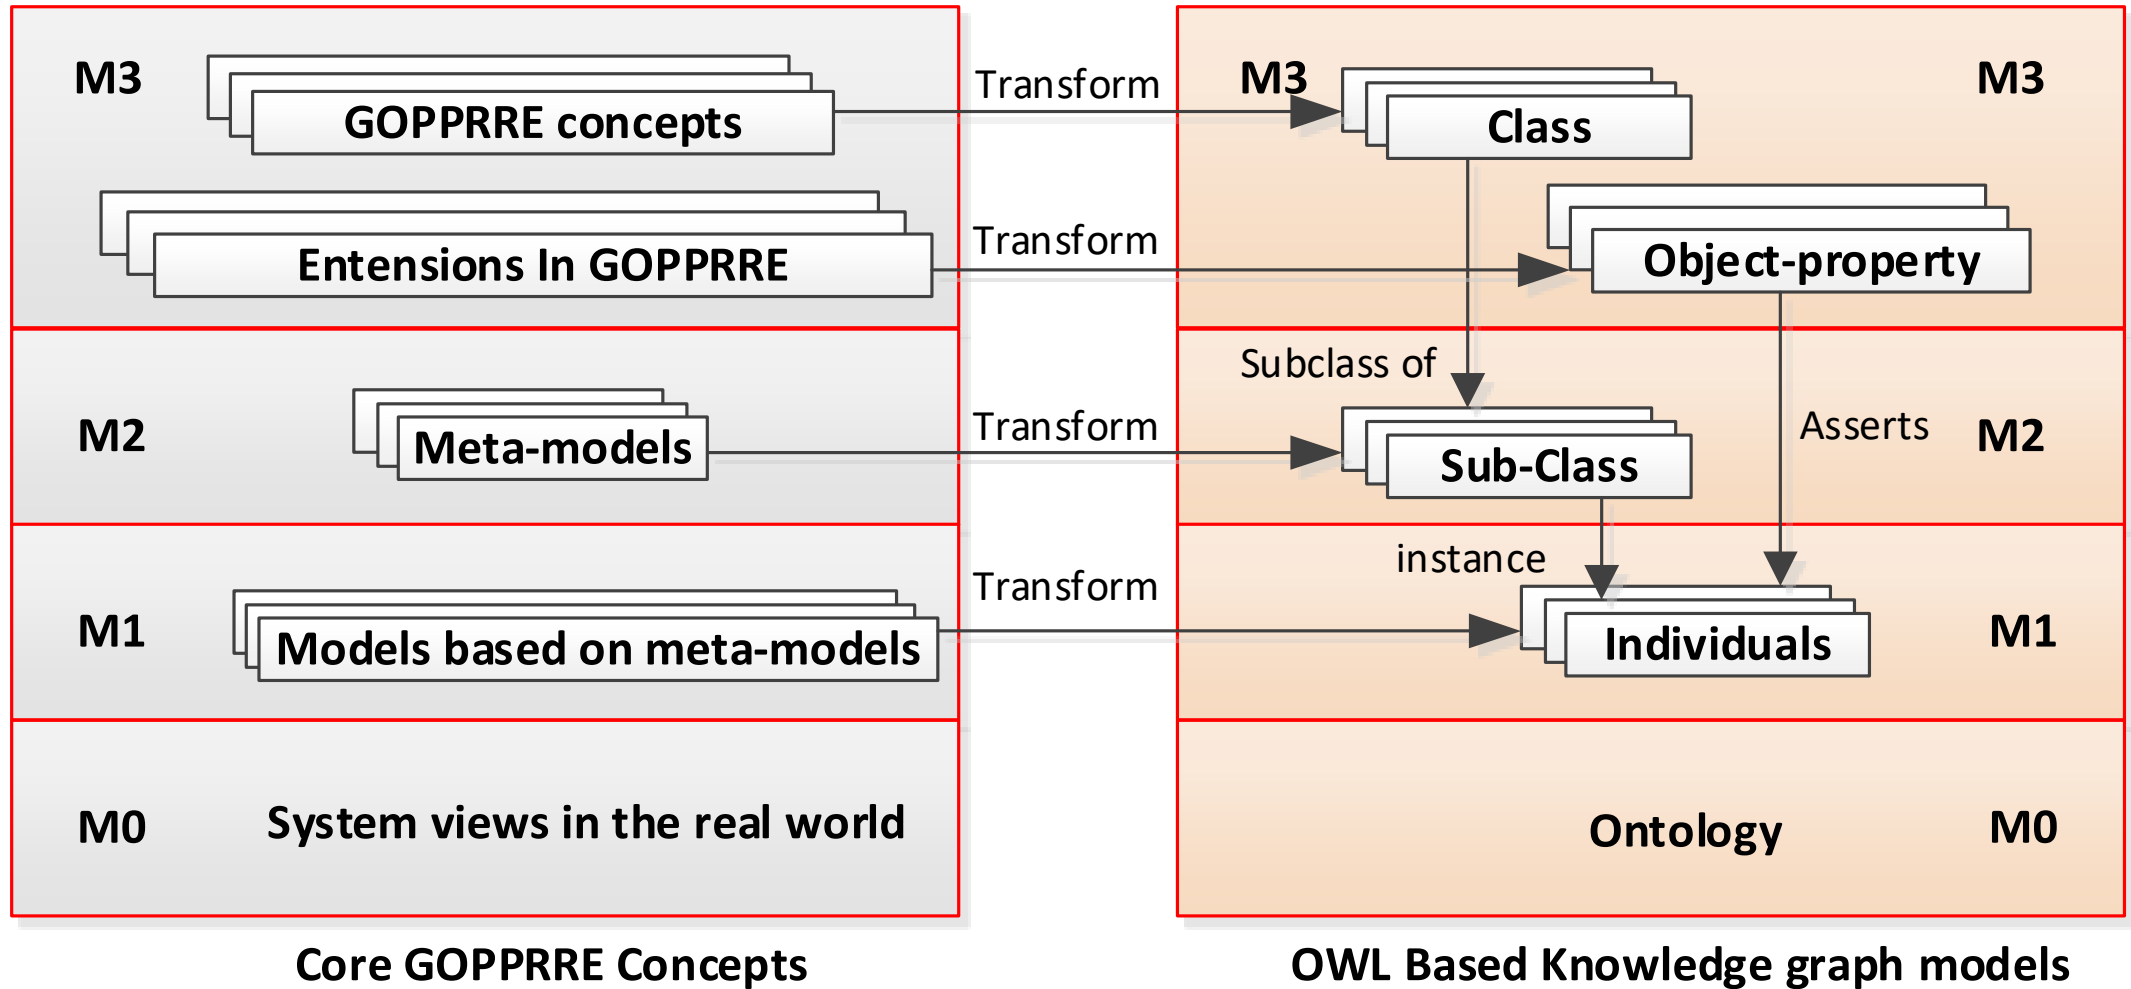 M3
GOPPRRE concepts
Transform
M3
Class
M3
Entensions In GOPPRRE
Transform
Object-property
M2
Meta-models
Transform
Subclass of
Sub-Class
Asserts
M2
M1
Models based on meta-models
Transform
instance
Individuals
M1
M0
System views in the real world
Ontology
M0
Core GOPPRRE Concepts
OWL Based Knowledge graph models